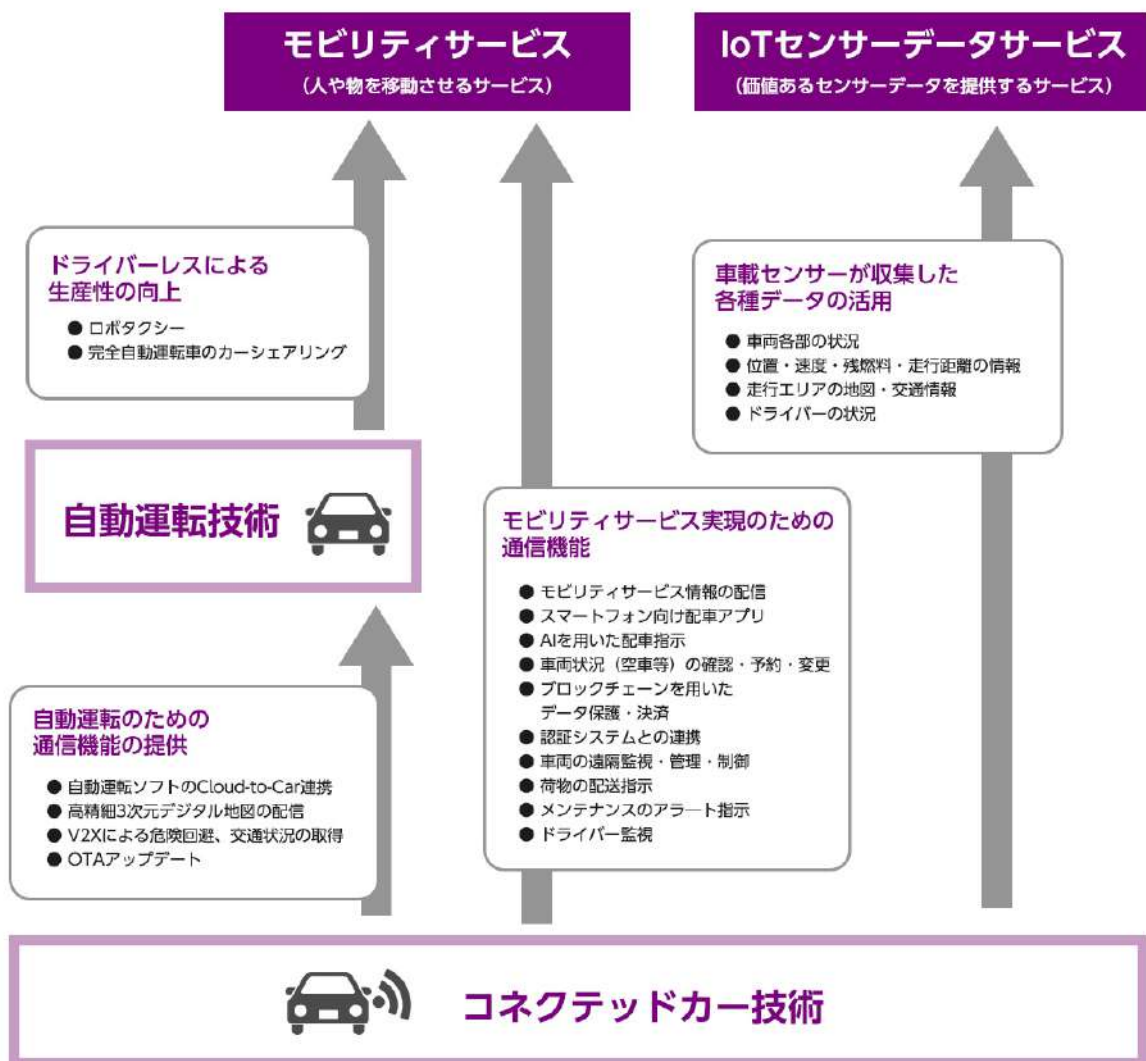 モビリティサービス
（人や物を移動させるサービス）
IoTセンサーデータサービス
（価値あるセンサーデータを提供するサービス）
ドライバーレスによる
生産性の向上
● ロボタクシー
● 完全自動運転車のカーシェアリング
車載センサーが収集した
各種データの活用
● 車両各部の状況
● 位置・速度・残燃料・走行距離の情報
● 走行エリアの地図・交通情報
● ドライバーの状況
自動運転技術
モビリティサービス実現のための
通信機能
● モビリティサービス情報の配信
● スマートフォン向け配車アプリ
● AIを用いた配車指示
● 車両状況（空車等）の確認・予約・変更
● ブロックチェーンを用いた
データ保護・決済
● 認証システムとの連携
● 車両の遠隔監視・管理・制御
● 荷物の配送指示
● メンテナンスのアラート指示
● ドライバー監視
自動運転のための
通信機能の提供
● 自動運転ソフトのCloud-to-Car連携
● 高精細3次元デジタル地図の配信
● V2Xによる危険回避、交通状況の取得
● OTAアップデート
コネクテッドカー技術